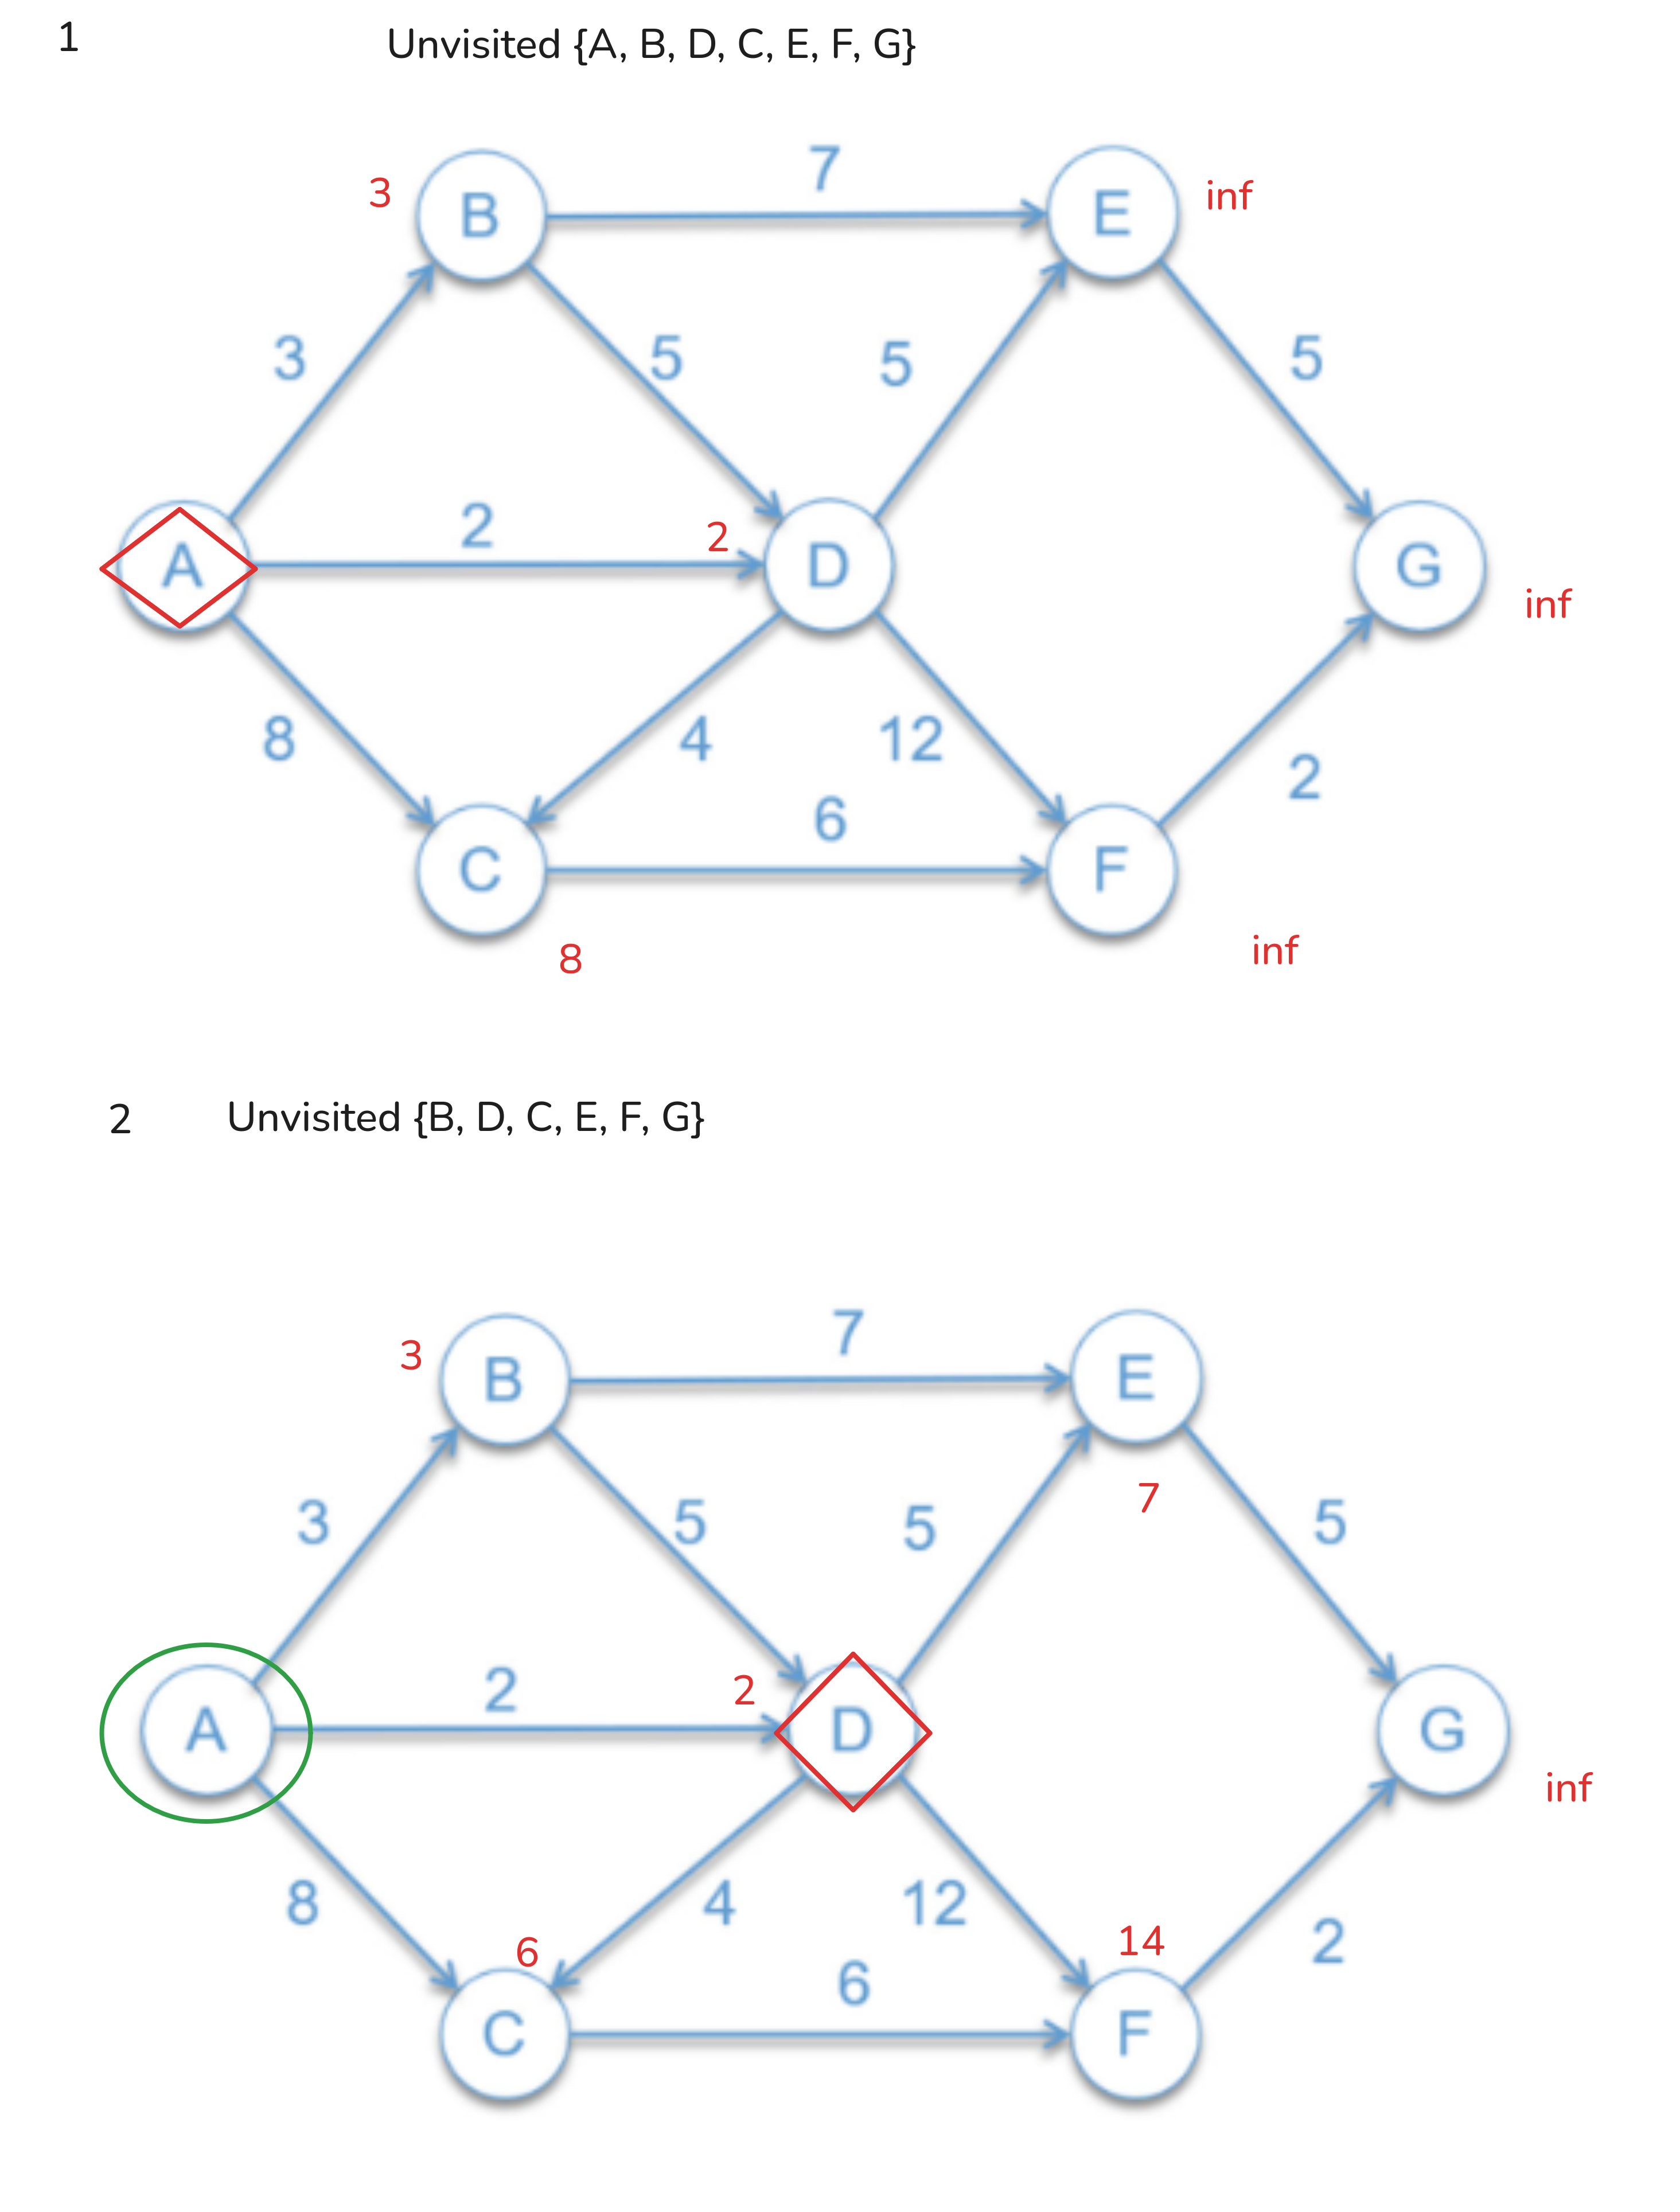 1 Unvisited {A, B, D, C, E, F, G}
3 B 7 E inf
3 5 5 5
A 2 2 D G
inf
8 4 12 2
6
C F
8 inf
2 Unvisited {B, D, C, E, F, G}
3 B 7 E
7
3 5 5 5
A 2 2 D G
inf
8 4 12 2
6 14
6
C F